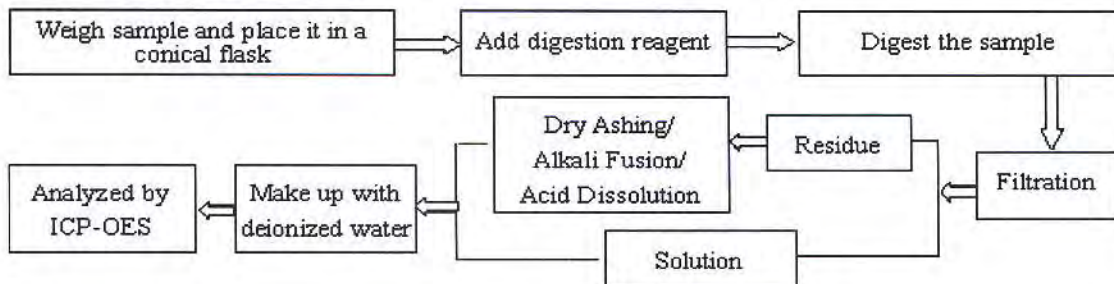 Weigh sample and place it in a
conical flask
Add digestion reagent
Digest the sample
Filtration
Residue
Dry Ashing/
Alkali Fusion/
Acid Dissolution
Solution
Make up with
deionized water
Analyzed by
ICP-OES